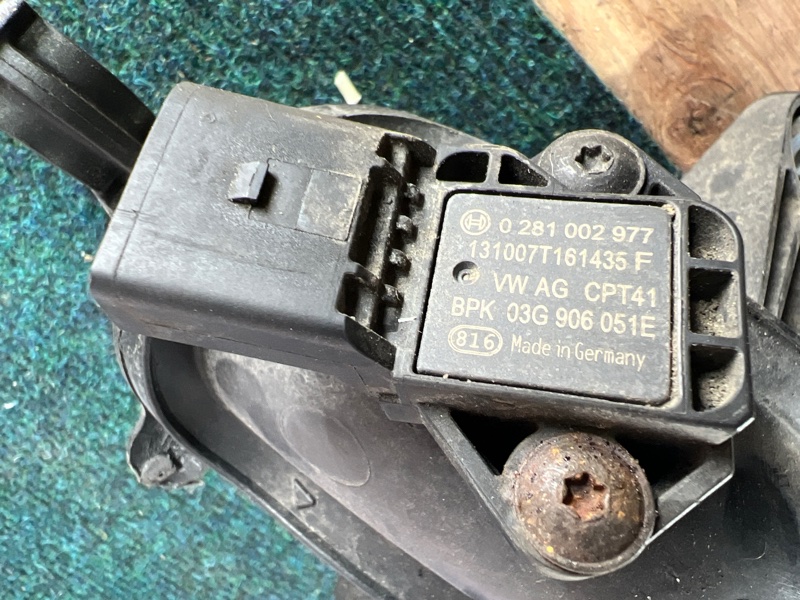 0 281 002 977
131007T161435 F
VW AG CPT41
BPK 03G 906 051E
816 Made in Germany